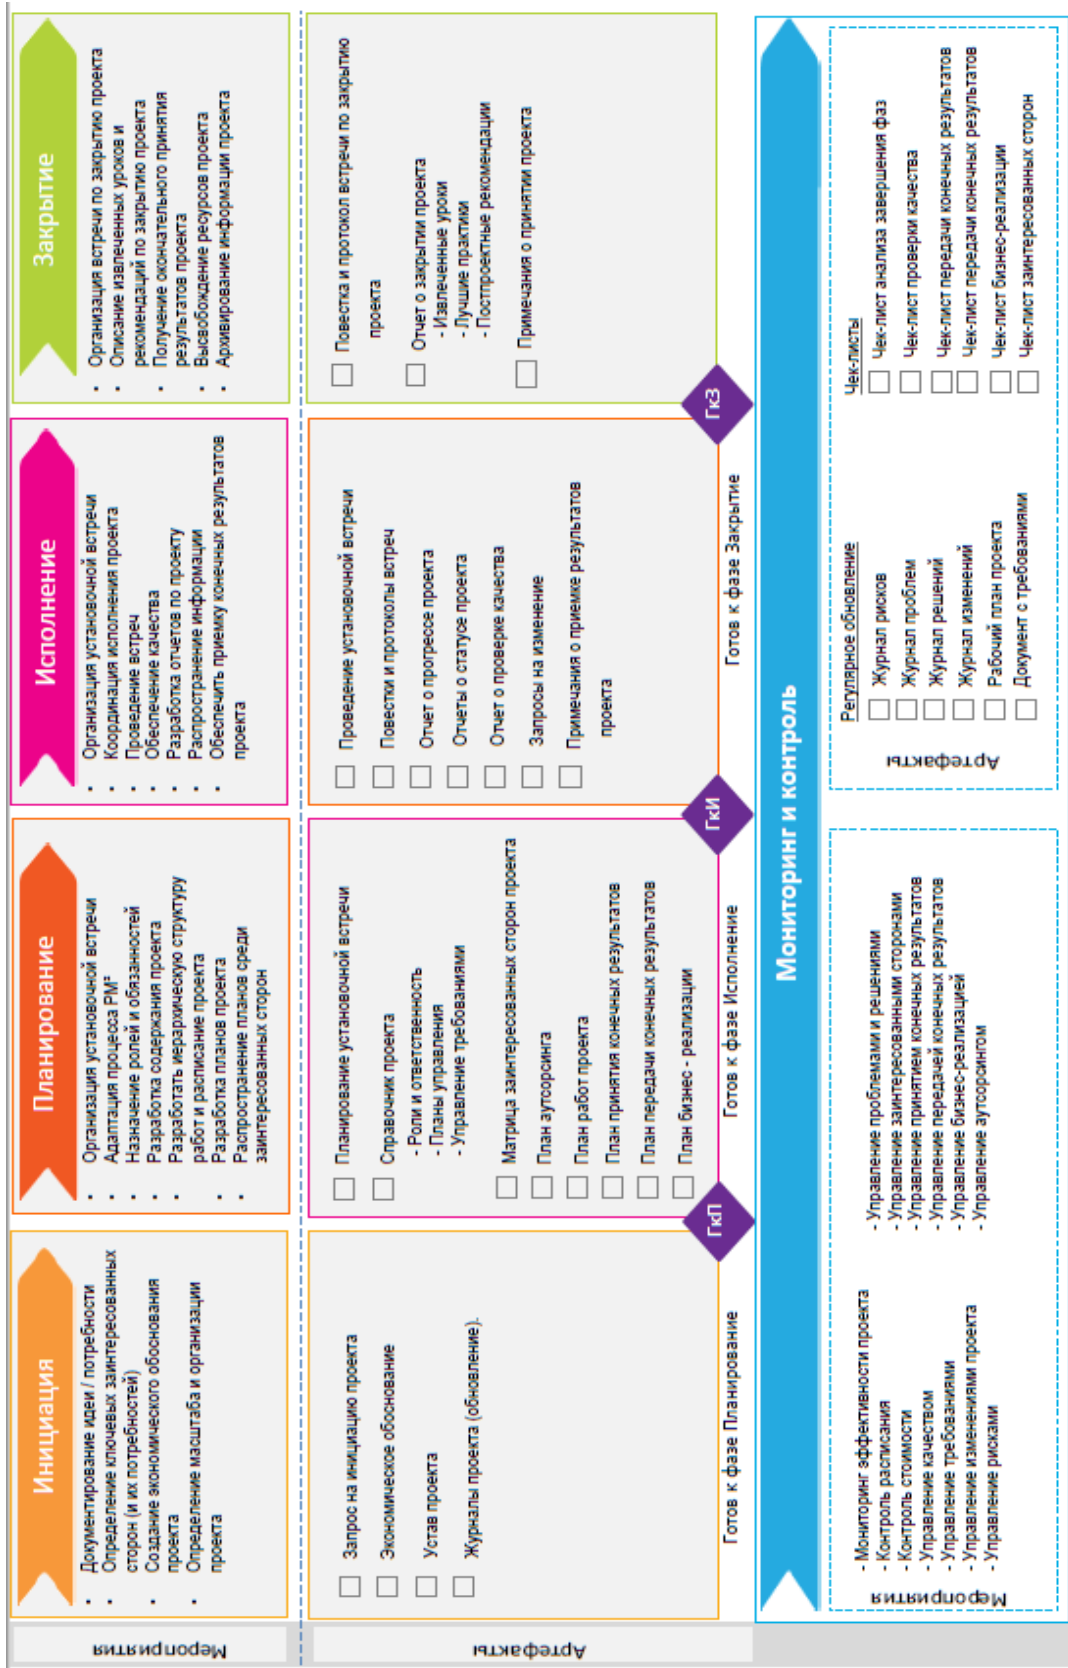 Инициация
Планирование
Исполнение
Закрытие
Мероприятия
• Документирование идеи / потребности
• Определение ключевых заинтересованных
сторон (и их потребностей)
• Создание экономического обоснования
проекта
• Определение масштаба и организации
проекта
• Организация установочной встречи
• Адаптация процесса PM²
• Назначение ролей и обязанностей
• Разработка содержания проекта
• Разработать иерархическую структуру
работ и расписание проекта
• Разработка планов проекта
• Распространение планов среди
заинтересованных сторон
• Организация установочной встречи
• Координация исполнения проекта
• Проведение встреч
• Обеспечение качества
• Разработка отчетов по проекту
• Распространение информации
• Обеспечить приемку конечных результатов
проекта
• Организация встречи по закрытию проекта
• Описание извлеченных уроков и
рекомендаций по закрытию проекта
• Получение окончательного принятия
результатов проекта
• Высвобождение ресурсов проекта
• Архивирование информации проекта
Артефакты
Запрос на инициацию проекта
Экономическое обоснование
Устав проекта
Журналы проекта (обновление).
Планирование установочной встречи
Справочник проекта
- Роли и ответственность
- Планы управления
- Управление требованиями
Матрица заинтересованных сторон проекта
План аутсорсинга
План работ проекта
План принятия конечных результатов
План передачи конечных результатов
План бизнес - реализации
Проведение установочной встречи
Повестки и протоколы встреч
Отчет о прогрессе проекта
Отчеты о статусе проекта
Отчет о проверке качества
Запросы на изменение
Примечания о приемке результатов
проекта
Повестка и протокол встречи по закрытию
проекта
Отчет о закрытии проекта
- Извлеченные уроки
- Лучшие практики
- Постпроектные рекомендации
Примечания о принятии проекта
ГкП
ГкИ
ГкЗ
Готов к фазе Планирование
Готов к фазе Исполнение
Готов к фазе Закрытие
Мониторинг и контроль
Мероприятия
- Мониторинг эффективности проекта
- Контроль расписания
- Контроль стоимости
- Управление качеством
- Управление требованиями
- Управление изменениями проекта
- Управление рисками
- Управление проблемами и решениями
- Управление заинтересованными сторонами
- Управление принятием конечных результатов
- Управление передачей конечных результатов
- Управление бизнес-реализацией
- Управление аутсорсингом
Артефакты
Регулярное обновление
Журнал рисков
Журнал проблем
Журнал решений
Журнал изменений
Рабочий план проекта
Документ с требованиями
Чек-листы
Чек-лист анализа завершения фаз
Чек-лист проверки качества
Чек-лист передачи конечных результатов
Чек-лист передачи конечных результатов
Чек-лист бизнес-реализации
Чек-лист заинтересованных сторон